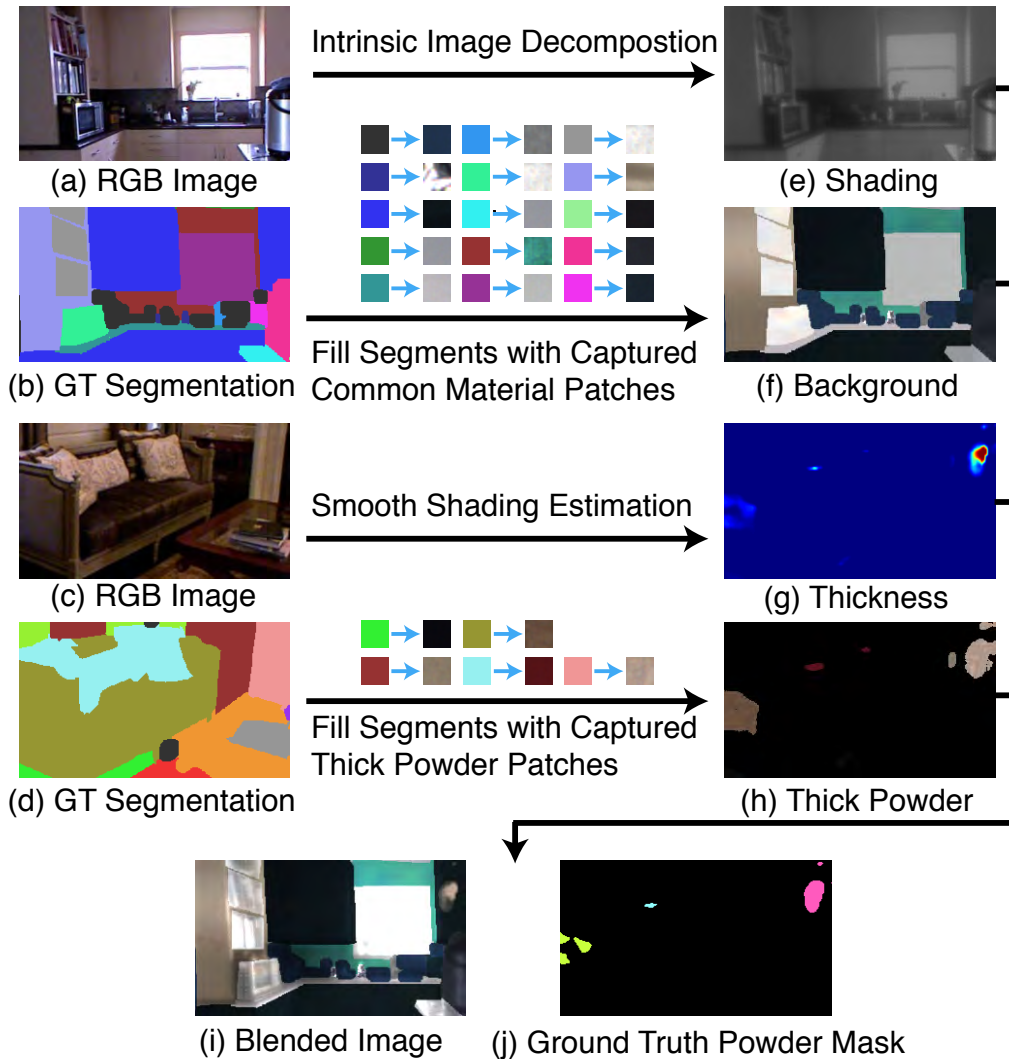 Intrinsic Image Decompostion
(a) RGB Image
(e) Shading
(b) GT Segmentation
Fill Segments with Captured
Common Material Patches
(f) Background
Smooth Shading Estimation
(c) RGB Image
(g) Thickness
(d) GT Segmentation
Fill Segments with Captured
Thick Powder Patches
(h) Thick Powder
(i) Blended Image
(j) Ground Truth Powder Mask